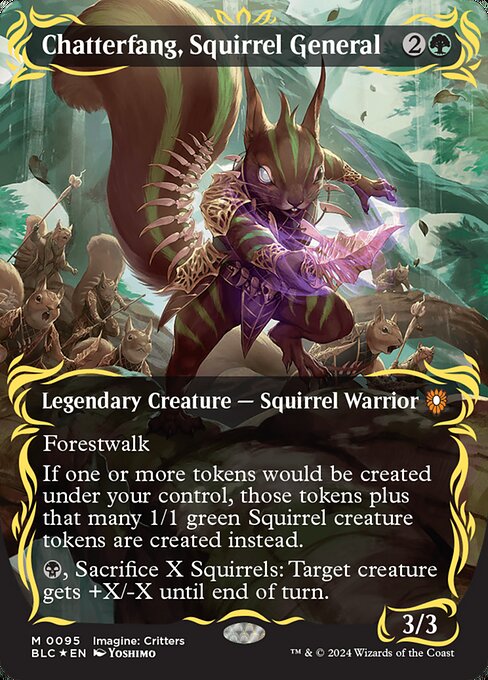 Chatterfang, Squirrel General 2
Legendary Creature — Squirrel Warrior
Forestwalk
If one or more tokens would be created
under your control, those tokens plus
that many 1/1 green Squirrel creature
tokens are created instead.
, Sacrifice X Squirrels: Target creature
gets +X/-X until end of turn.
3/3
M 0095 Imagine: Critters
BLC ★ EN Yoshimo
™ & © 2024 Wizards of the Coast